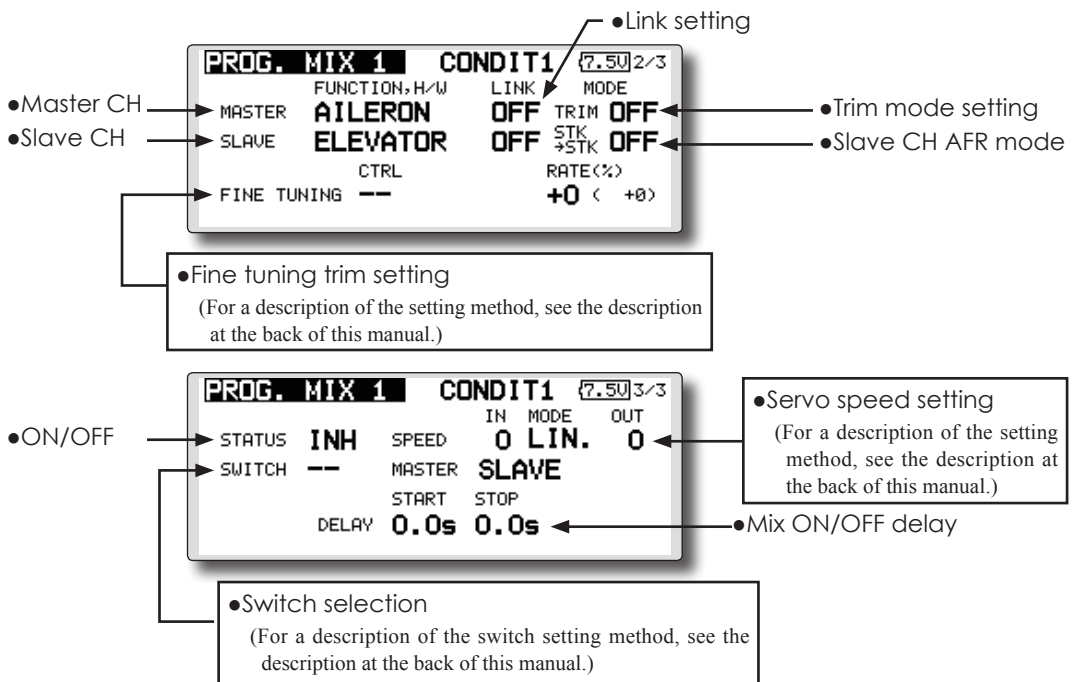 ●Link setting
PROG. MIX 1 CONDIT1 7.5V 2/3
FUNCTION,H/W LINK MODE
●Master CH
MASTER AILERON OFF TRIM OFF
●Trim mode setting
●Slave CH
SLAVE ELEVATOR OFF STK→STK OFF
●Slave CH AFR mode
CTRL RATE(%)
FINE TUNING -- +0 ( +0)
●Fine tuning trim setting
(For a description of the setting method, see the description
at the back of this manual.)
PROG. MIX 1 CONDIT1 7.5V 3/3
IN MODE OUT
●ON/OFF
STATUS INH SPEED 0 LIN. 0
SWITCH -- MASTER SLAVE
START STOP
DELAY 0.0s 0.0s
●Servo speed setting
(For a description of the setting
method, see the description at
the back of this manual.)
●Mix ON/OFF delay
●Switch selection
(For a description of the switch setting method, see the
description at the back of this manual.)